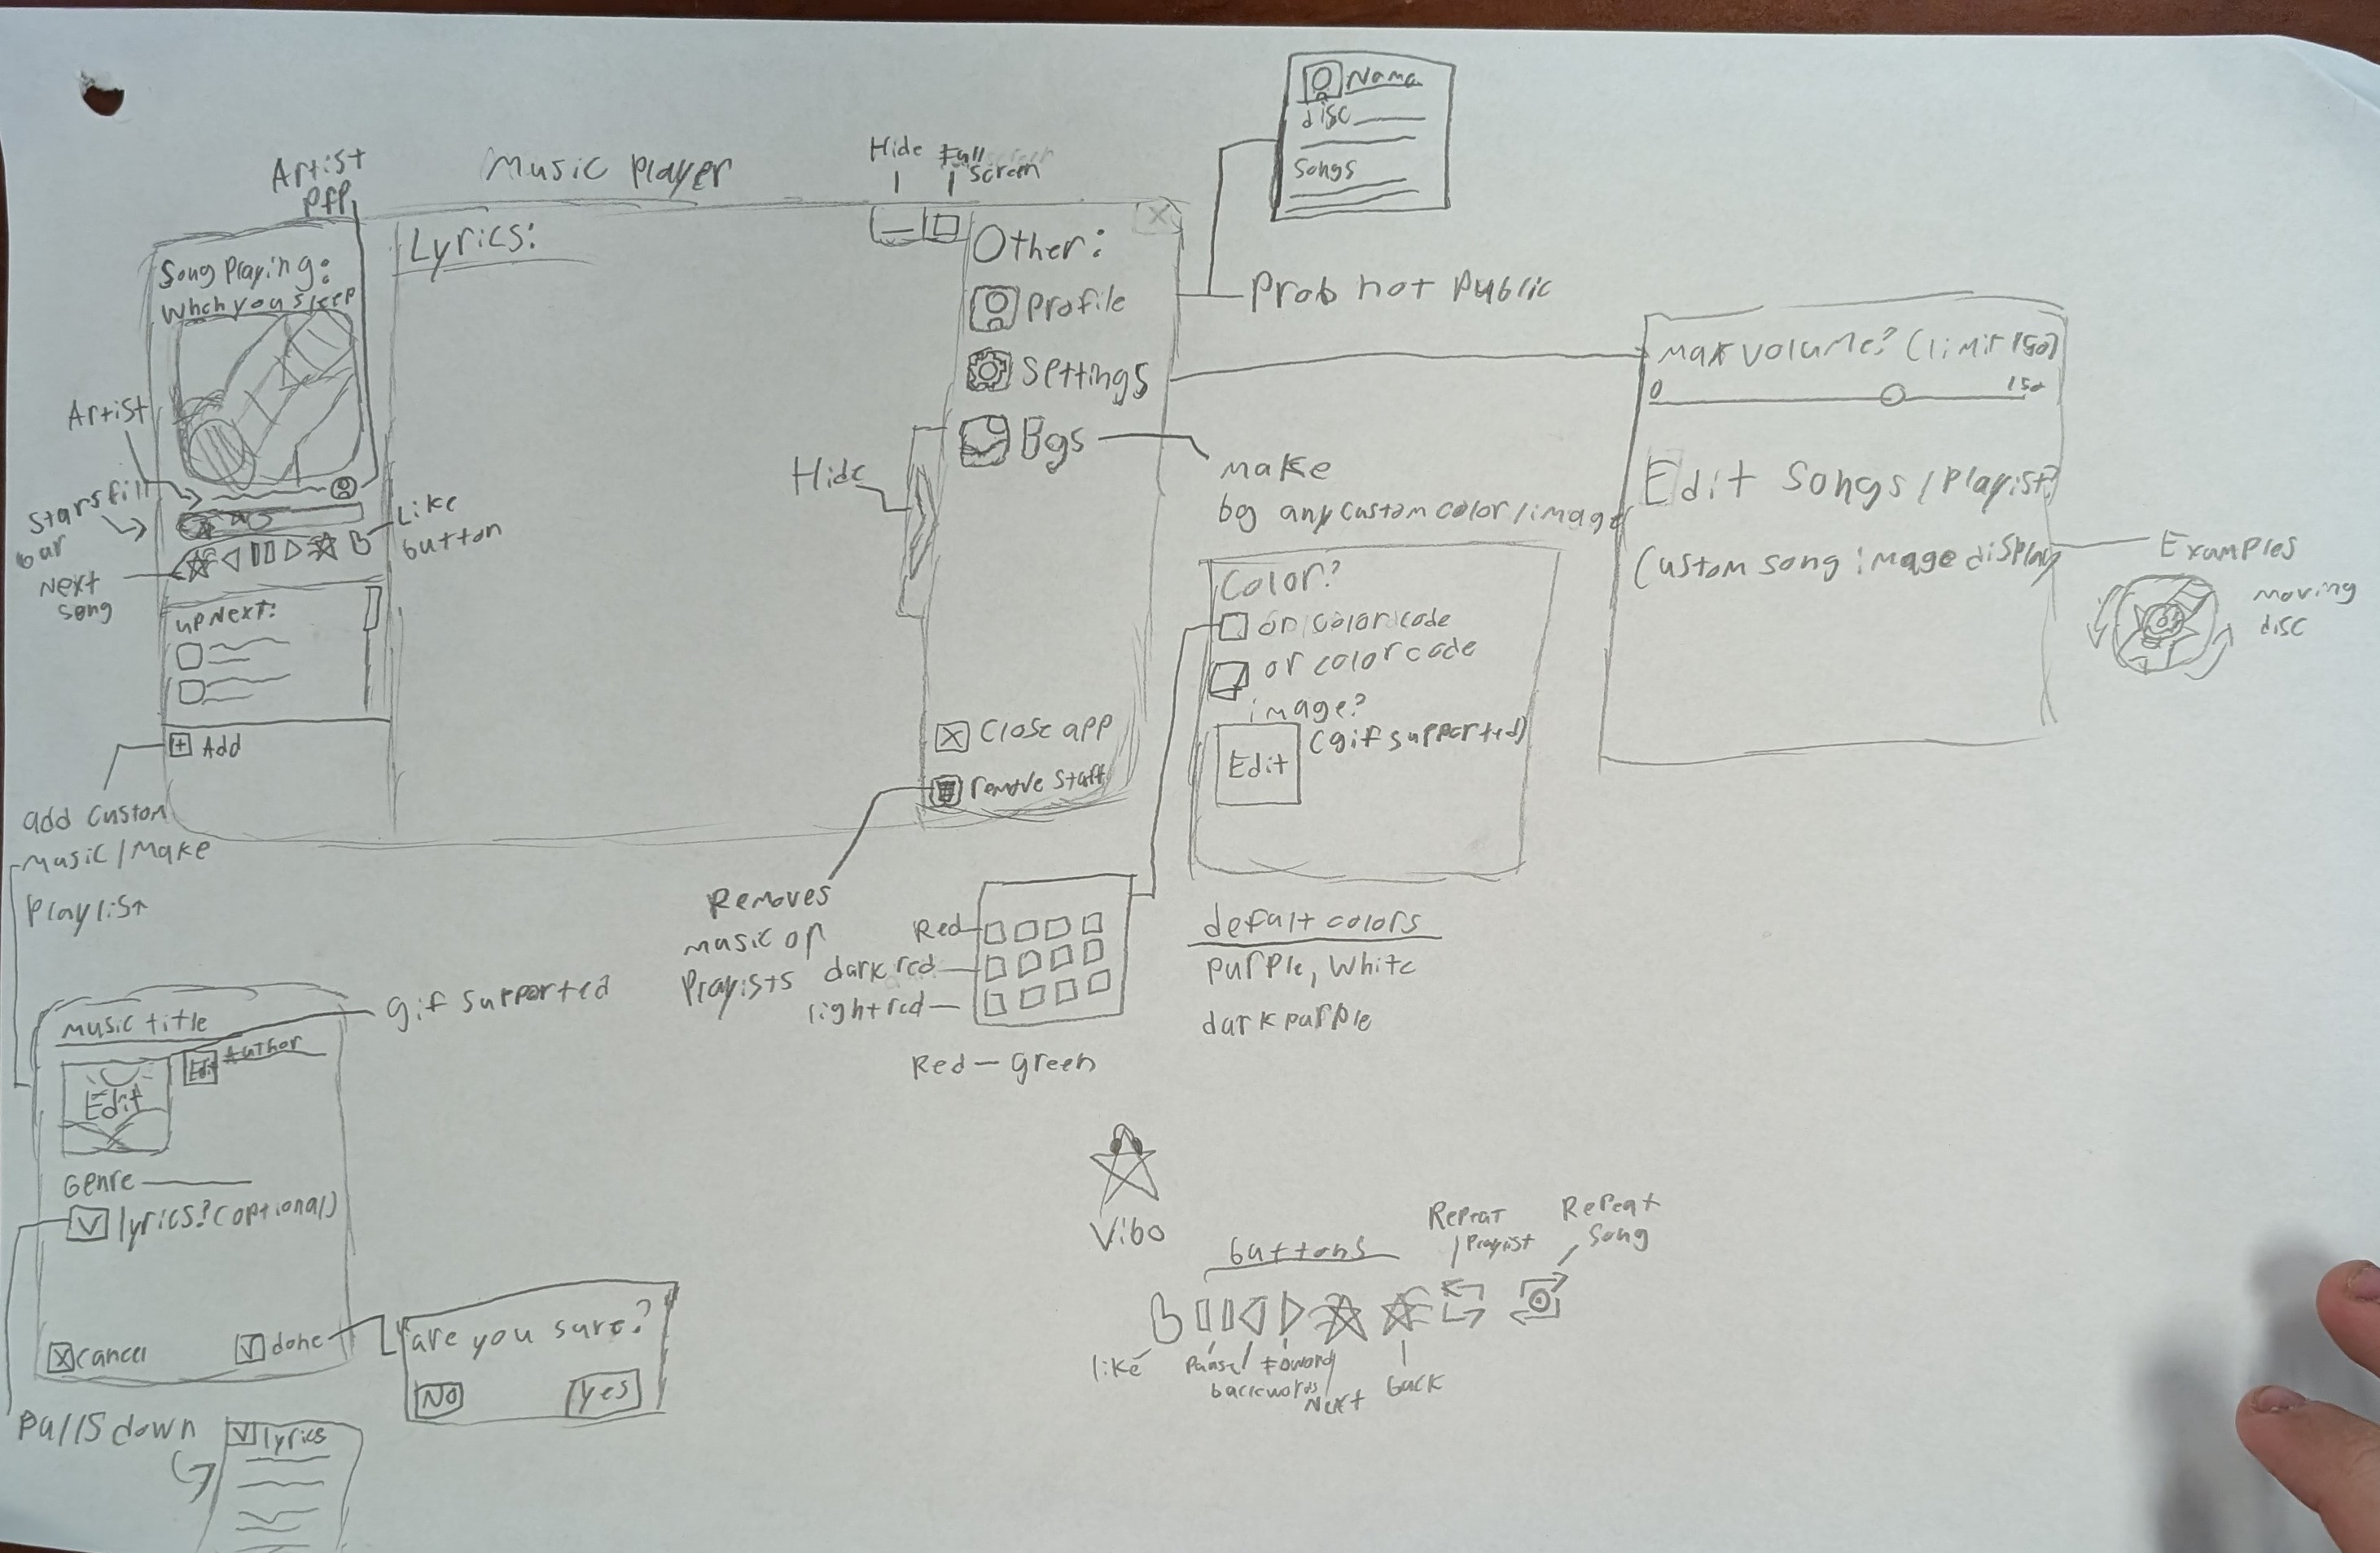 Music player
Artist
pfp
Hide
Full
screen
Name
disc
songs
Song Playing:
When you sleep
Lyrics:
Other:
Profile
Settings
Bgs
Close app
remove stuff
Prob not Public
Max volume? (limit 150)
0
150
Edit Songs / Playlist?
Custom song image display
Examples
moving
disc
Artist
Stars fill
bar
Next
song
Like
button
Hide
make
bg any custom color / image
Color?
or color code
or color code
image?
(gif supported)
Edit
up Next:
Add
add custom
music / Make
Playlist
Removes
music or
Playists
Red
dark red
light red
Red - green
defalt colors
purple, White
dark purple
gif supported
music title
Edit
Edit
Author
Genre
lyrics? (optional)
cancel
done
are you sure?
No
yes
Pulls down
lyrics
Vibo
buttons
Repeat
Playlist
Repeat
Song
like
Pause
backwords
Foword
Next
back